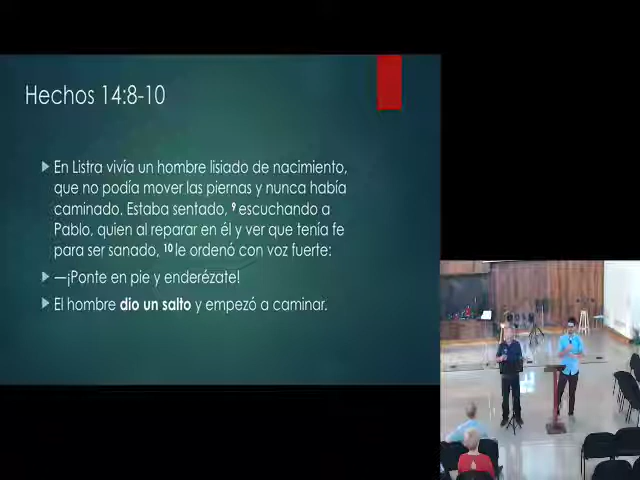 Hechos 14:8-10
En Listra vivía un hombre lisiado de nacimiento,
que no podía mover las piernas y nunca había
caminado. Estaba sentado, 9 escuchando a
Pablo, quien al reparar en él y ver que tenía fe
para ser sanado, 10 le ordenó con voz fuerte:
—¡Ponte en pie y enderézate!
El hombre dio un salto y empezó a caminar.